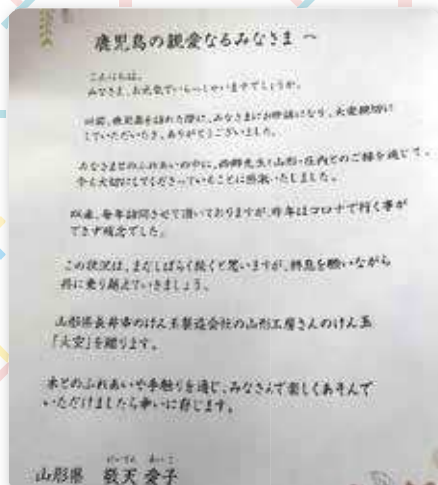 鹿児島の親愛なるみなさまへ
こんにちは。
みなさま、お元気でいらっしゃいますでしょうか。
以前、鹿児島を訪れた際に、みなさまにお世話になり、大変親切に
していただいたき、ありがとうございました。
みなさまとのふれあいの中に、西郷先生と山形・庄内とのご縁を通じて、
今も大切にしてくださっていることに感激いたしました。
以来、毎年訪問させて頂いておりますが、昨年はコロナで行く事が
できず残念でした。
この状況は、まだしばらく続くと思いますが、終息を願いながら
共に乗り越えていきましょう。
山形県長井市のけん玉製造会社の山形工房さんのけん玉
「大空」を贈ります。
木とのふれあいや手触りを通じ、みなさんで楽しくあそんで
いただけましたら幸いに存じます。
けいてん あいこ
山形県 敬天 愛子